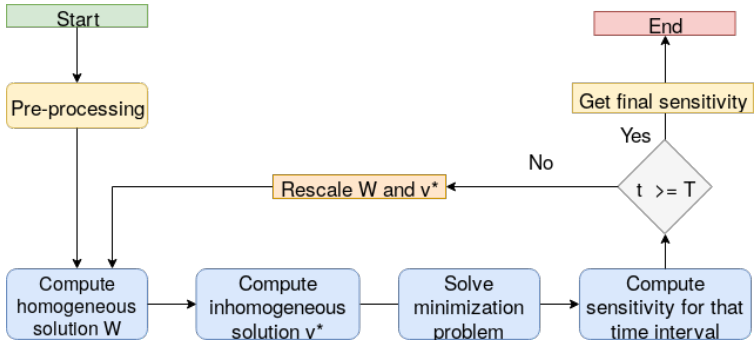 Start
End
Pre-processing
Get final sensitivity
Yes
No
Rescale W and v*
t >= T
Compute
homogeneous
solution W
Compute
inhomogeneous
solution v*
Solve
minimization
problem
Compute
sensitivity for that
time interval